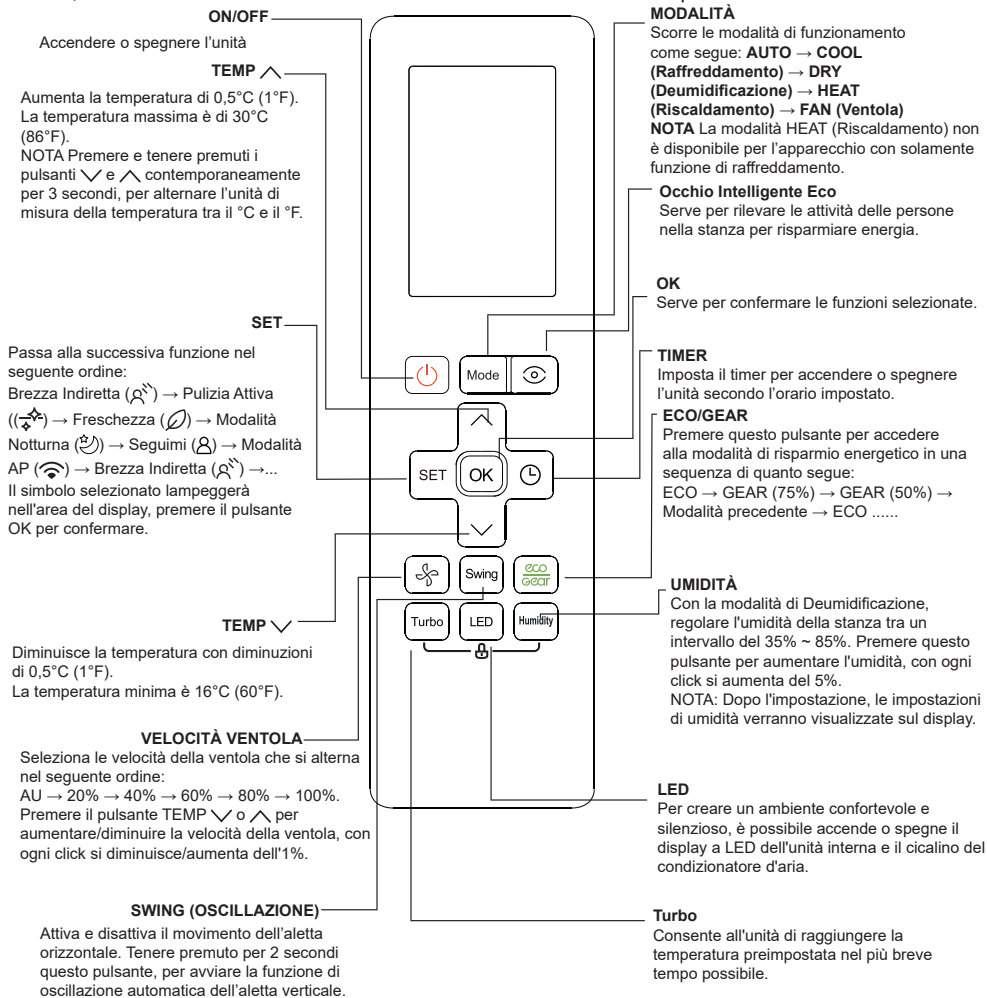 ON/OFF
Accendere o spegnere l'unità
TEMP
Aumenta la temperatura di 0,5°C (1°F).
La temperatura massima è di 30°C
(86°F).
NOTA Premere e tenere premuti i
pulsanti e contemporaneamente
per 3 secondi, per alternare l'unità di
misura della temperatura tra il °C e il °F.
SET
Passa alla successiva funzione nel
seguente ordine:
Brezza Indiretta ( ) → Pulizia Attiva
(( ) → Freschezza ( ) → Modalità
Notturna ( ) → Seguimi ( ) → Modalità
AP ( ) → Brezza Indiretta ( ) →...
Il simbolo selezionato lampeggerà
nell'area del display, premere il pulsante
OK per confermare.
TEMP
Diminuisce la temperatura con diminuzioni
di 0,5°C (1°F).
La temperatura minima è 16°C (60°F).
VELOCITÀ VENTOLA
Seleziona le velocità della ventola che si alterna
nel seguente ordine:
AU → 20% → 40% → 60% → 80% → 100%.
Premere il pulsante TEMP o per
aumentare/diminuire la velocità della ventola, con
ogni click si diminuisce/aumenta dell'1%.
SWING (OSCILLAZIONE)
Attiva e disattiva il movimento dell'aletta
orizzontale. Tenere premuto per 2 secondi
questo pulsante, per avviare la funzione di
oscillazione automatica dell'aletta verticale.
Mode
SET
OK
Swing
eco
gear
Turbo
LED
Humidity
MODALITÀ
Scorre le modalità di funzionamento
come segue: AUTO → COOL
(Raffreddamento) → DRY
(Deumidificazione) → HEAT
(Riscaldamento) → FAN (Ventola)
NOTA La modalità HEAT (Riscaldamento) non
è disponibile per l'apparecchio con solamente
funzione di raffreddamento.
Occhio Intelligente Eco
Serve per rilevare le attività delle persone
nella stanza per risparmiare energia.
OK
Serve per confermare le funzioni selezionate.
TIMER
Imposta il timer per accendere o spegnere
l'unità secondo l'orario impostato.
ECO/GEAR
Premere questo pulsante per accedere
alla modalità di risparmio energetico in una
sequenza di quanto segue:
ECO → GEAR (75%) → GEAR (50%) →
Modalità precedente → ECO ......
UMIDITÀ
Con la modalità di Deumidificazione,
regolare l'umidità della stanza tra un
intervallo del 35% ~ 85%. Premere questo
pulsante per aumentare l'umidità, con ogni
click si aumenta del 5%.
NOTA: Dopo l'impostazione, le impostazioni
di umidità verranno visualizzate sul display.
LED
Per creare un ambiente confortevole e
silenzioso, è possibile accende o spegne il
display a LED dell'unità interna e il cicalino del
condizionatore d'aria.
Turbo
Consente all'unità di raggiungere la
temperatura preimpostata nel più breve
tempo possibile.